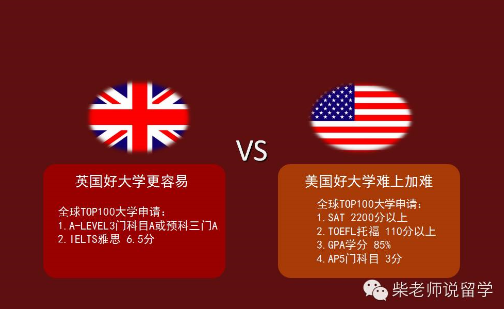 VS
英国好大学更容易
全球TOP100大学申请:
1.A-LEVEL3门科目A或预科三门A
2.IELTS雅思 6.5分
美国好大学难上加难
全球TOP100大学申请:
1.SAT 2200分以上
2.TOEFL托福 110分以上
3.GPA学分 85%
4.AP5门科目 3分
柴老师说留学